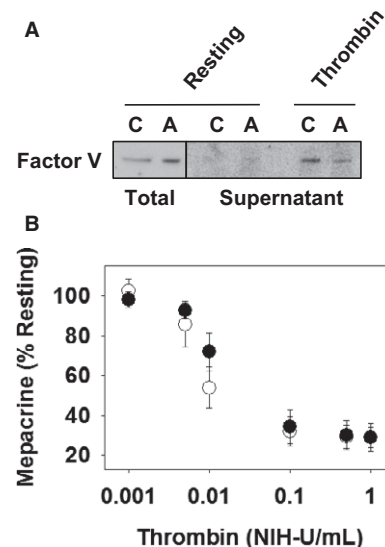 A
Resting
Thrombin
C A C A C A
Factor V
Total Supernatant
B
Mepacrine (% Resting)
100
80
60
40
20
0.001 0.01 0.1 1
Thrombin (NIH-U/mL)